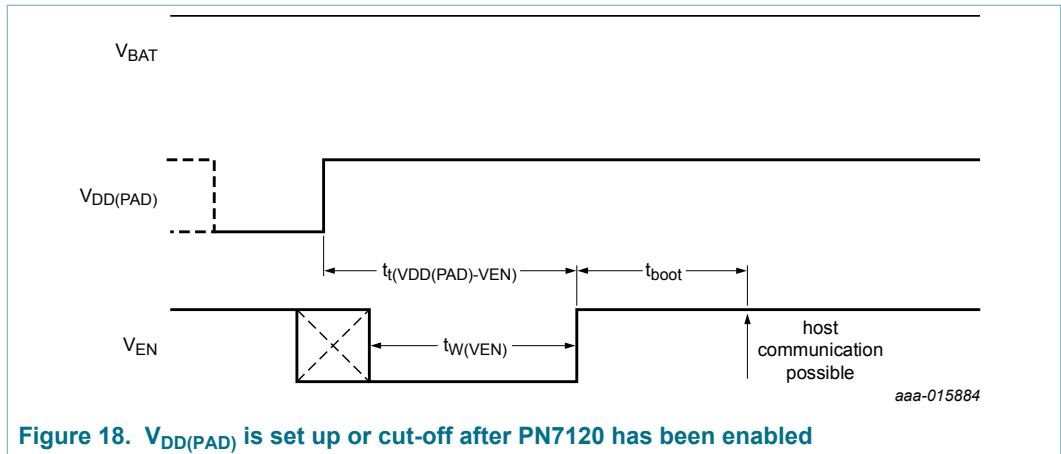 VBAT
VDD(PAD)
tt(VDD(PAD)-VEN)
tboot
VEN
tW(VEN)
host
communication
possible
aaa-015884
Figure 18. VDD(PAD) is set up or cut-off after PN7120 has been enabled